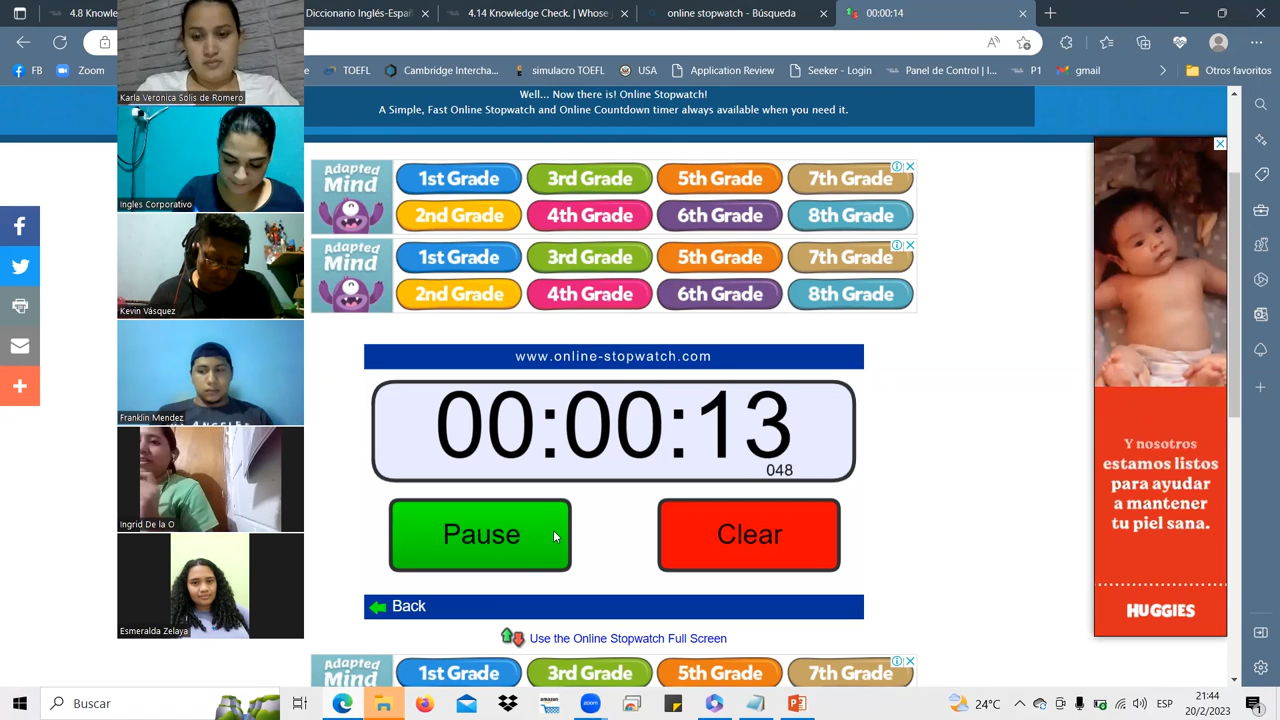 Diccionario Inglés-Españ
4.14 Knockout. | Whose
online stopwatch - Search
00:00:14
FB
Zoom
TOEFL
Cambridge Intercha...
simulacro TOEFL
USA
Application Review
Seeker - Login
Panel de Control | I...
P1
gmail
Otros favoritos
Well... Now there is! Online Stopwatch!
A Simple, Fast Online Stopwatch and Online Countdown timer always available when you need it.
Karla Veronica Solis de Romero
Ingles Corporativo
Kevin Vásquez
Franklin Mendez
ANGELES
Ingrid De la O
Esmeralda Zelaya
Adapted Mind
1st Grade
3rd Grade
5th Grade
7th Grade
2nd Grade
4th Grade
6th Grade
8th Grade
Adapted Mind
1st Grade
3rd Grade
5th Grade
7th Grade
2nd Grade
4th Grade
6th Grade
8th Grade
www.online-stopwatch.com
00:00:13
048
Pause
Clear
Back
Use the Online Stopwatch Full Screen
Adapted Mind
1st Grade
3rd Grade
5th Grade
7th Grade
Y nosotros
estamos listos
para ayudar
a mantener
tu piel sana.
HUGGIES
Buscar
amazon
zoom
24°C
ESP
21:44
20/2/2023